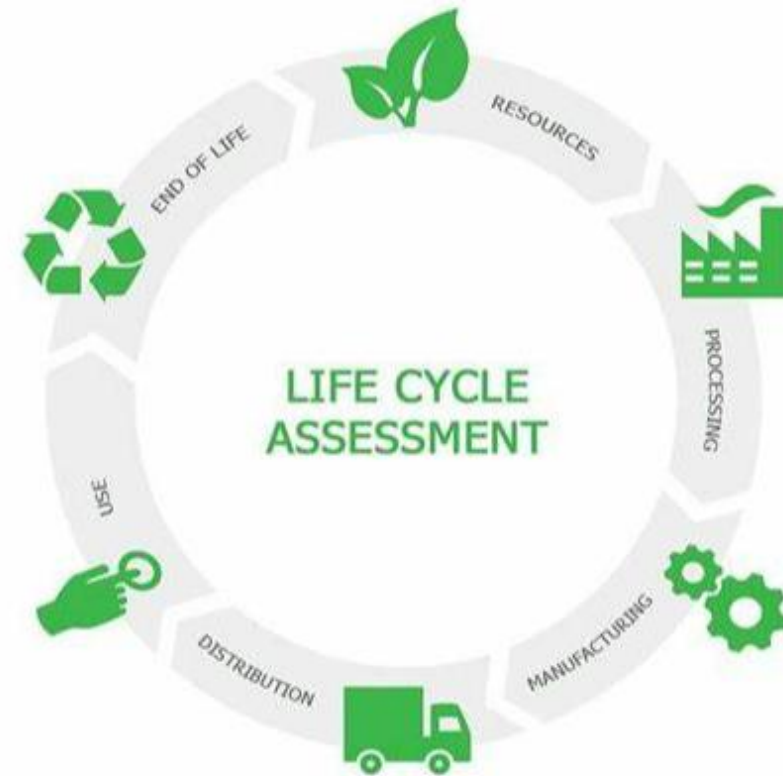 LIFE CYCLE
ASSESSMENT
RESOURCES
PROCESSING
MANUFACTURING
DISTRIBUTION
USE
END OF LIFE